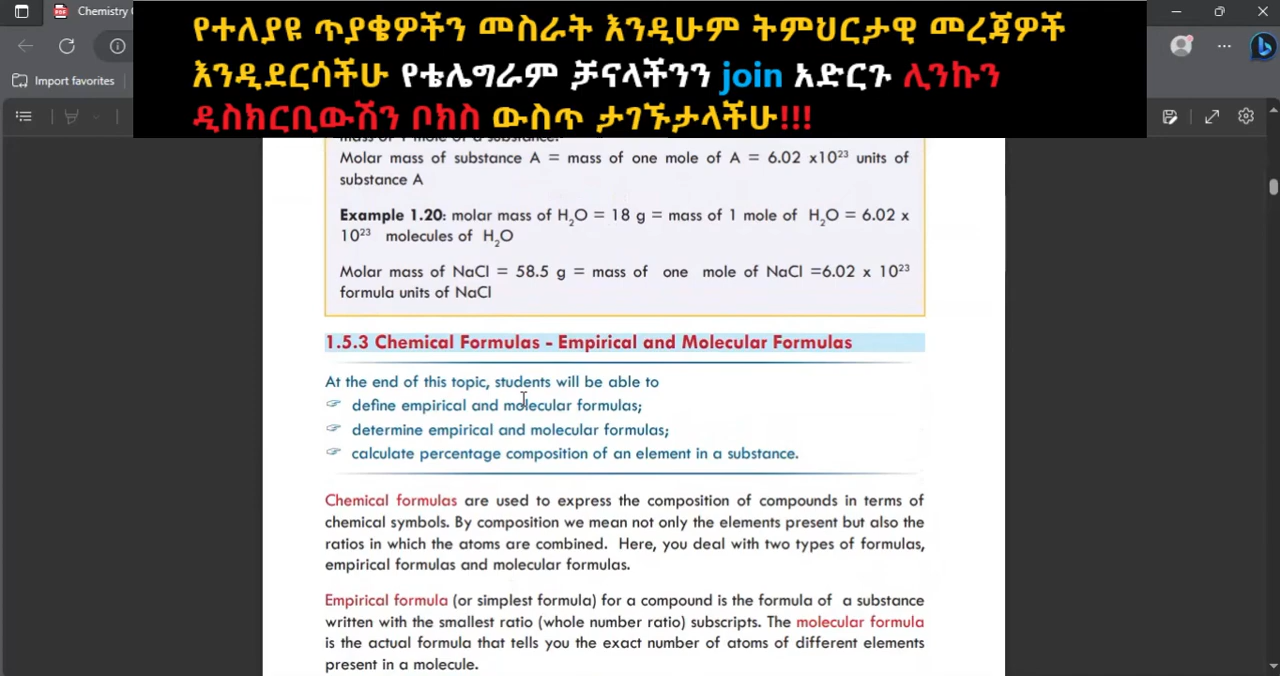 Chemistry
የተለያዩ ጥያቄዎችን መስራት እንዲሁም ትምህርታዊ መረጃዎች
እንዲደርሳችሁ የቴሌግራም ቻናላችንን join አድርጉ ሊንኩን
ዲስክርቢውሽን ቦክስ ውስጥ ታገኙታላችሁ!!!
Import favorites
mass of 1 mole of a substance.
Molar mass of substance A = mass of one mole of A = 6.02 x10²³ units of
substance A
Example 1.20: molar mass of H₂O = 18 g = mass of 1 mole of H₂O = 6.02 x
10²³ molecules of H₂O
Molar mass of NaCl = 58.5 g = mass of one mole of NaCl =6.02 x 10²³
formula units of NaCl
1.5.3 Chemical Formulas - Empirical and Molecular Formulas
At the end of this topic, students will be able to
☞ define empirical and molecular formulas;
☞ determine empirical and molecular formulas;
☞ calculate percentage composition of an element in a substance.
Chemical formulas are used to express the composition of compounds in terms of
chemical symbols. By composition we mean not only the elements present but also the
ratios in which the atoms are combined. Here, you deal with two types of formulas,
empirical formulas and molecular formulas.
Empirical formula (or simplest formula) for a compound is the formula of a substance
written with the smallest ratio (whole number ratio) subscripts. The molecular formula
is the actual formula that tells you the exact number of atoms of different elements
present in a molecule.